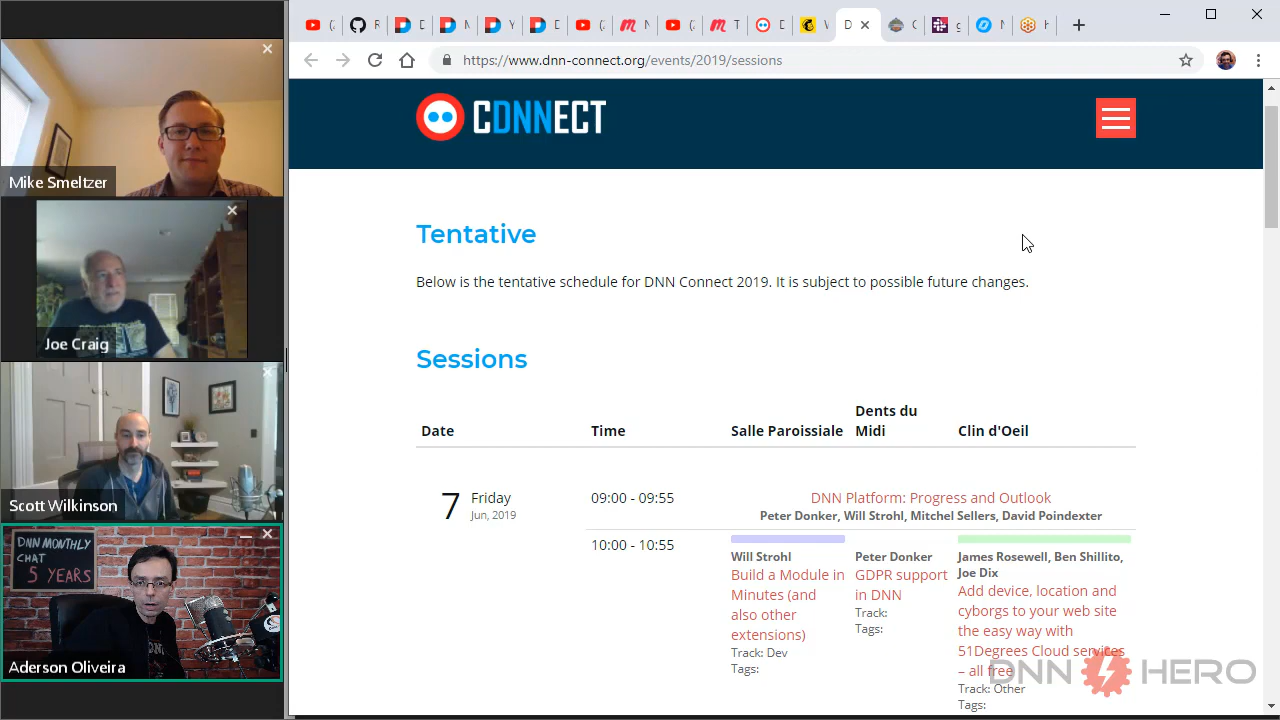 Mike Smeltzer
Joe Craig
Scott Wilkinson
DNN MONTHLY
CHAT
5 YEARS
Aderson Oliveira
https://www.dnn-connect.org/events/2019/sessions
CDNNECT
Tentative
Below is the tentative schedule for DNN Connect 2019. It is subject to possible future changes.
Sessions
Date
Time
Salle Paroissiale
Dents du
Midi
Clin d'Oeil
7
Friday
Jun, 2019
09:00 - 09:55
DNN Platform: Progress and Outlook
Peter Donker, Will Strohl, Mitchel Sellers, David Poindexter
10:00 - 10:55
Will Strohl
Build a Module in
Minutes (and
also other
extensions)
Track: Dev
Tags:
Peter Donker
GDPR support
in DNN
Track:
Tags:
James Rosewell, Ben Shillito,
Joe Dix
Add device, location and
cyborgs to your web site
the easy way with
51Degrees Cloud services
– all free
Track: Other
Tags:
DNN HERO